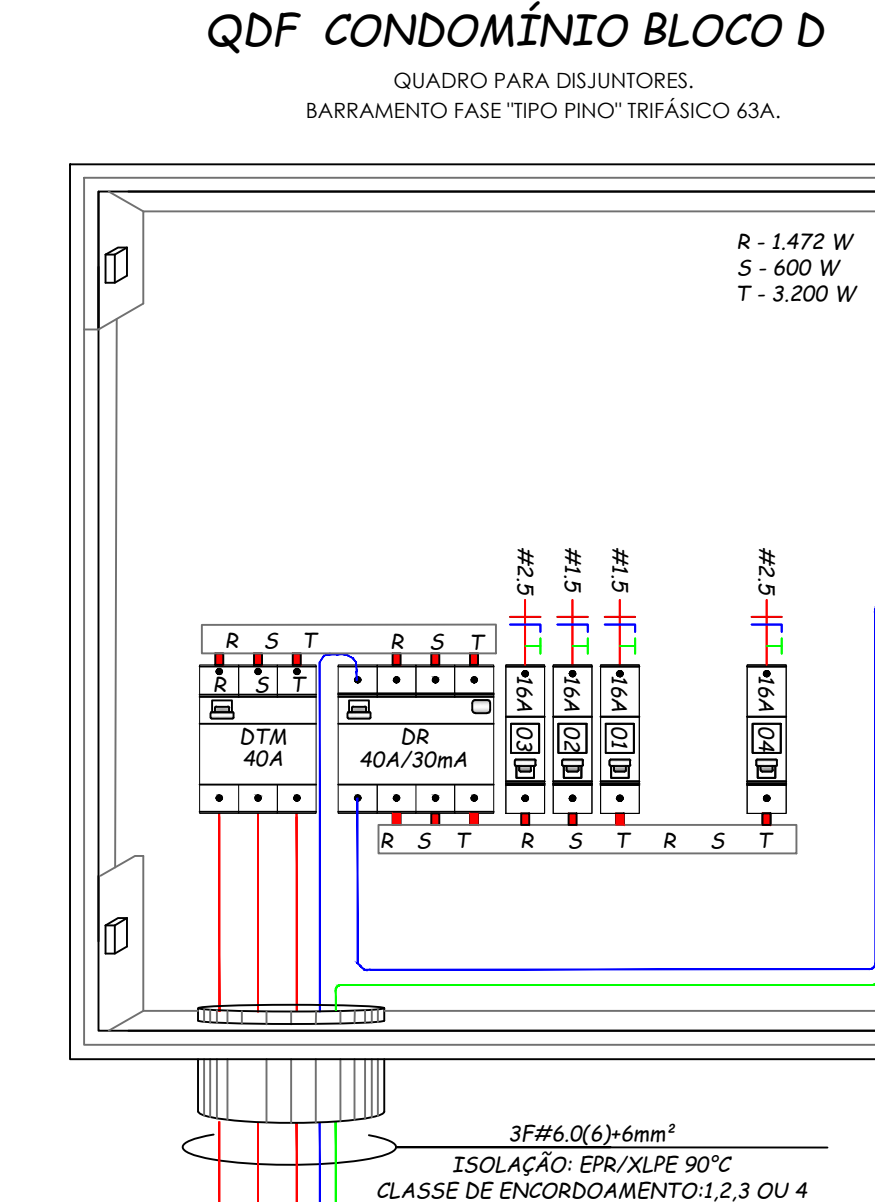 QDF CONDOMÍNIO BLOCO D
QUADRO PARA DISJUNTORES.
BARRAMENTO FASE "TIPO PINO" TRIFÁSICO 63A.
R - 1.472 W
S - 600 W
T - 3.200 W
#2.5 #1.5 #1.5 #2.5
R S T R S T
R S T
16A 16A 16A 16A
DTM
40A
DR
40A/30mA
03 02 01 04
R S T R S T R S T
3F#6.0(6)+6mm²
ISOLAÇÃO: EPR/XLPE 90°C
CLASSE DE ENCORDOAMENTO:1,2,3 OU 4